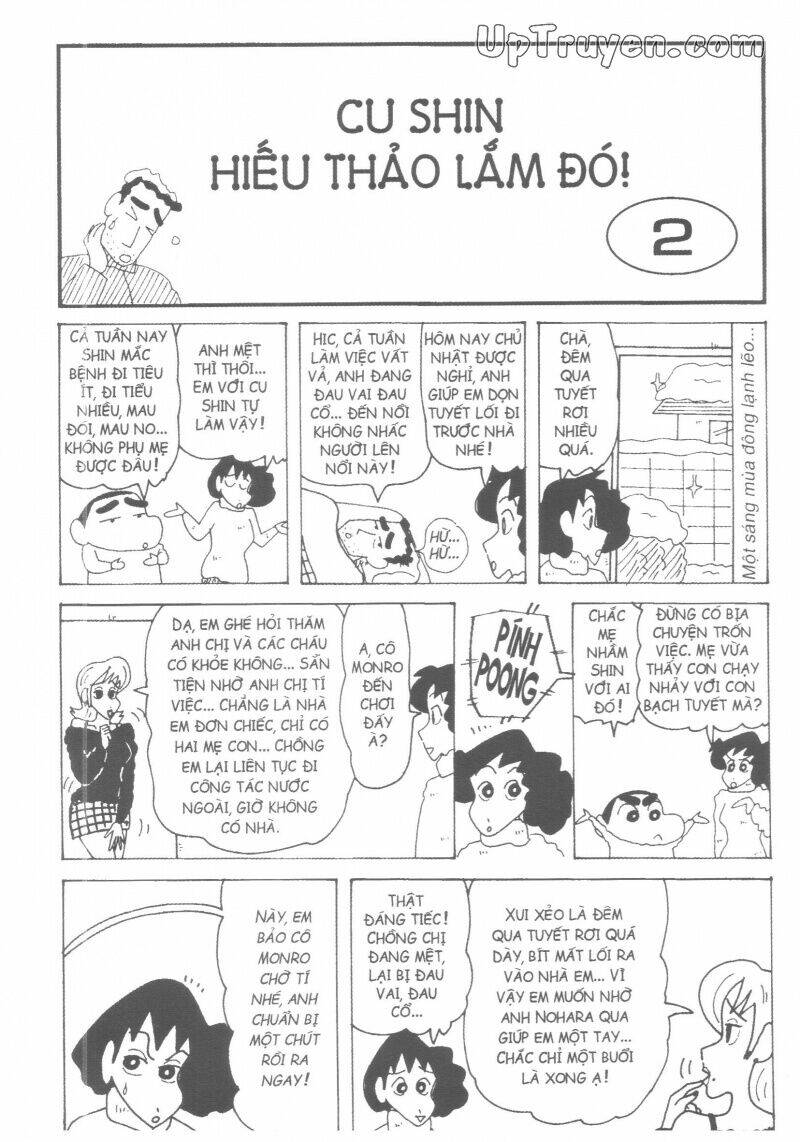 UpTruyen.com
CU SHIN
HIẾU THẢO LẮM ĐÓ!
2
Một sáng mùa đông lạnh lẽo...
CHÀ,
ĐÊM
QUA
TUYẾT
RƠI
NHIỀU
QUÁ.
HÔM NAY CHỦ
NHẬT ĐƯỢC
NGHỈ, ANH
GIÚP EM DỌN
TUYẾT LỐI ĐI
TRƯỚC NHÀ
NHÉ!
HIC, CẢ TUẦN
LÀM VIỆC VẤT
VẢ, ANH ĐANG
ĐAU VAI ĐAU
CỔ... ĐẾN NỔI
KHÔNG NHẤC
NGƯỜI LÊN
NỔI NÀY!
HỪ...
HỪ...
ANH MỆT
THÌ THÔI...
EM VỚI CU
SHIN TỰ
LÀM VẬY!
CẢ TUẦN NAY
SHIN MẮC
BỆNH ĐI TIÊU
ÍT, ĐI TIỂU
NHIỀU, MAU
ĐÓI, MAU NO...
KHÔNG PHỤ MẸ
ĐƯỢC ĐÂU!
ĐỪNG CÓ BỊA
CHUYỆN TRỐN
VIỆC. MẸ VỪA
THẤY CON CHẠY
NHẢY VỚI CON
BẠCH TUYẾT MÀ?
CHẮC
MẸ
NHẦM
SHIN
VỚI AI
ĐÓ!
PÍNH
POONG
A, CÔ
MONRO
ĐẾN
CHƠI
ĐẤY
À?
DẠ, EM GHÉ HỎI THĂM
ANH CHỊ VÀ CÁC CHÁU
CÓ KHỎE KHÔNG... SẴN
TIỆN NHỜ ANH CHỊ TÍ
VIỆC... CHẲNG LÀ NHÀ
EM ĐƠN CHIẾC, CHỈ CÓ
HAI MẸ CON... CHỒNG
EM LẠI LIÊN TỤC ĐI
CÔNG TÁC NƯỚC
NGOÀI, GIỜ KHÔNG
CÓ NHÀ.
XUI XẺO LÀ ĐÊM
QUA TUYẾT RƠI QUÁ
DÀY, BÍT MẤT LỐI RA
VÀO NHÀ EM... VÌ
VẬY EM MUỐN NHỜ
ANH NOHARA QUA
GIÚP EM MỘT TAY...
CHẮC CHỈ MỘT BUỔI
LÀ XONG Ạ!
THẬT
ĐÁNG TIẾC!
CHỒNG CHỊ
ĐANG MỆT,
LẠI BỊ ĐAU
VAI, ĐAU
CỔ...
NÀY, EM
BẢO CÔ
MONRO
CHỜ TÍ
NHÉ, ANH
CHUẨN BỊ
MỘT CHÚT
RỒI RA
NGAY!